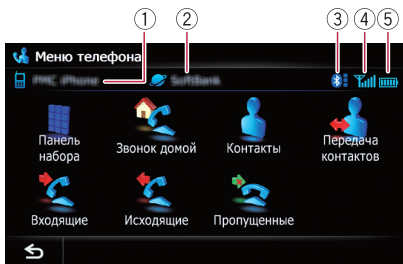 1 2 3 4 5
Меню телефона
Панель набора
Звонок домой
Контакты
Передача контактов
Входящие
Исходящие
Пропущенные